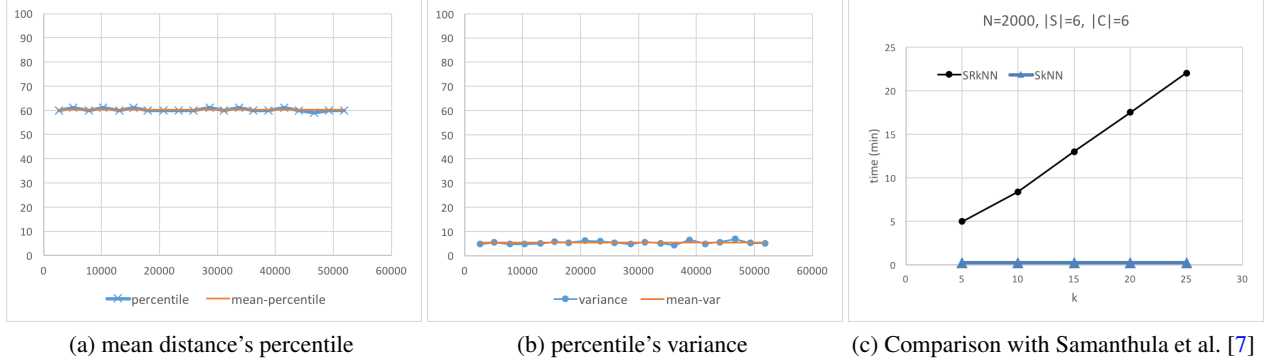 100
90
80
70
60
50
40
30
20
10
0
0 10000 20000 30000 40000 50000 60000
percentile mean-percentile
(a) mean distance's percentile
100
90
80
70
60
50
40
30
20
10
0
0 10000 20000 30000 40000 50000 60000
variance mean-var
(b) percentile's variance
N=2000, |S|=6, |C|=6
25
20
15
10
5
0
time (min)
SRkNN SkNN
0 5 10 15 20 25 30
k
(c) Comparison with Samanthula et al. [7]